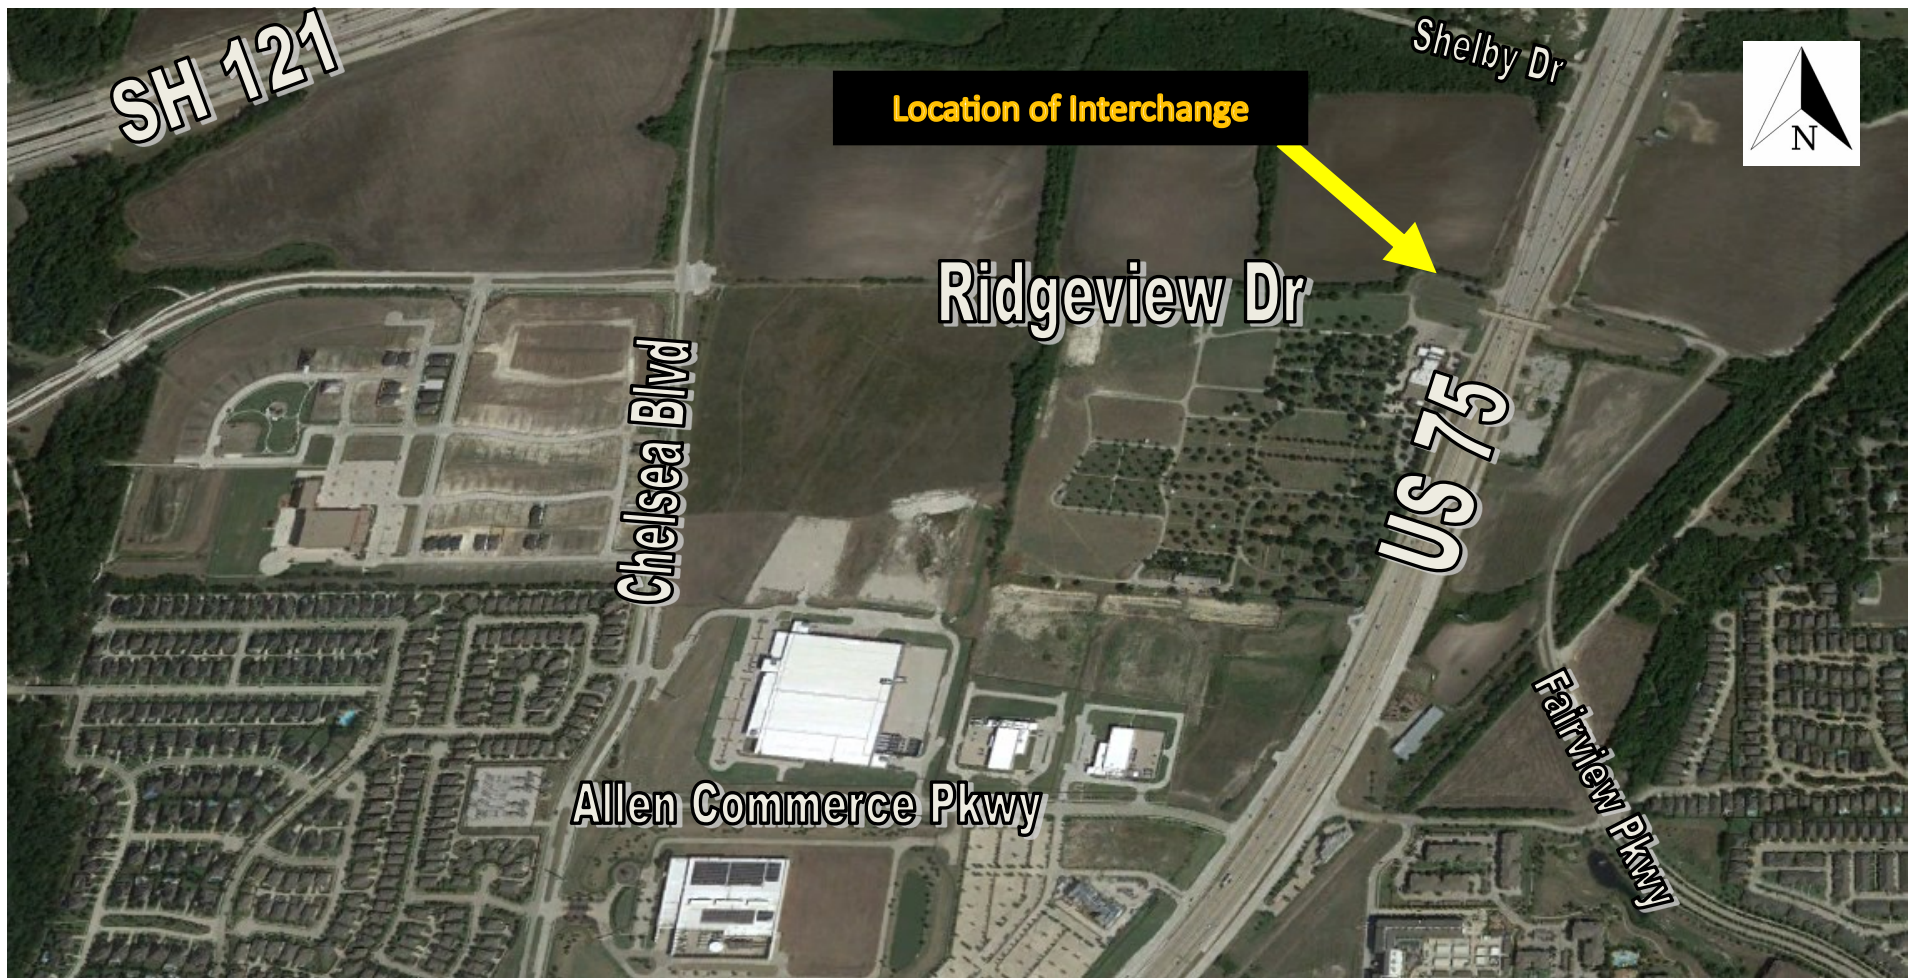 SH 121
Shelby Dr
Location of Interchange
N
Ridgeview Dr
Chelsea Blvd
US 75
Allen Commerce Pkwy
Fairview Pkwy